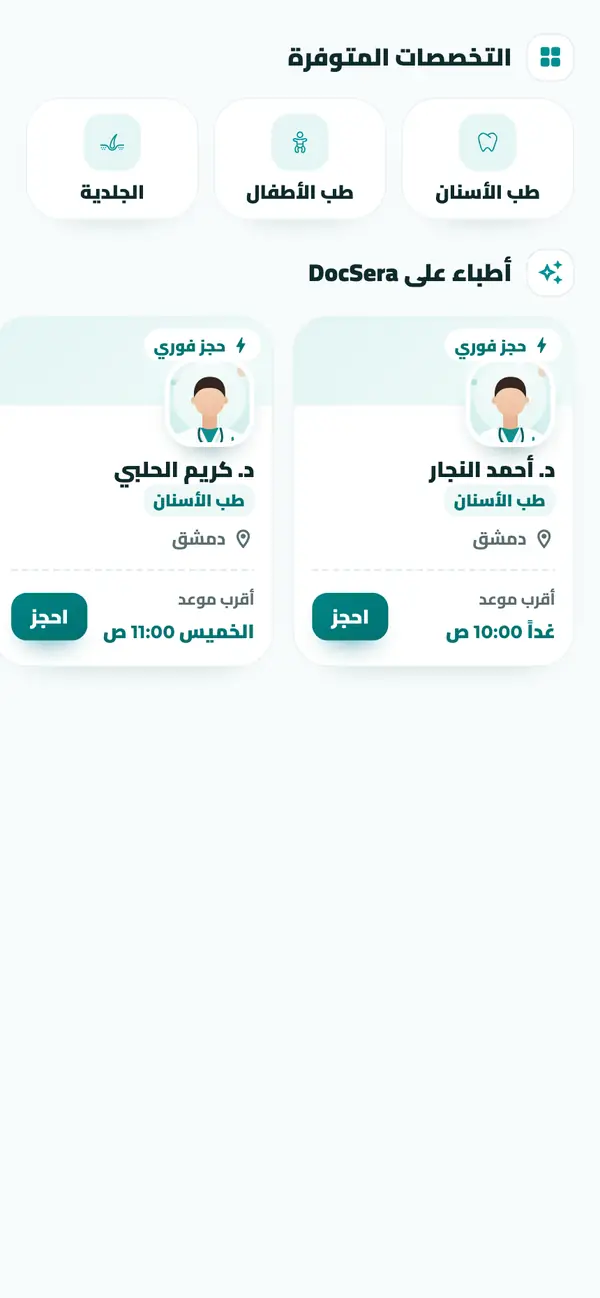 التخصصات المتوفرة
طب الأسنان
طب الأطفال
الجلدية
أطباء على DocSera
حجز فوري
د. أحمد النجار
طب الأسنان
دمشق
أقرب موعد
غداً 10:00 ص
احجز
حجز فوري
د. كريم الحلبي
طب الأسنان
دمشق
أقرب موعد
الخميس 11:00 ص
احجز